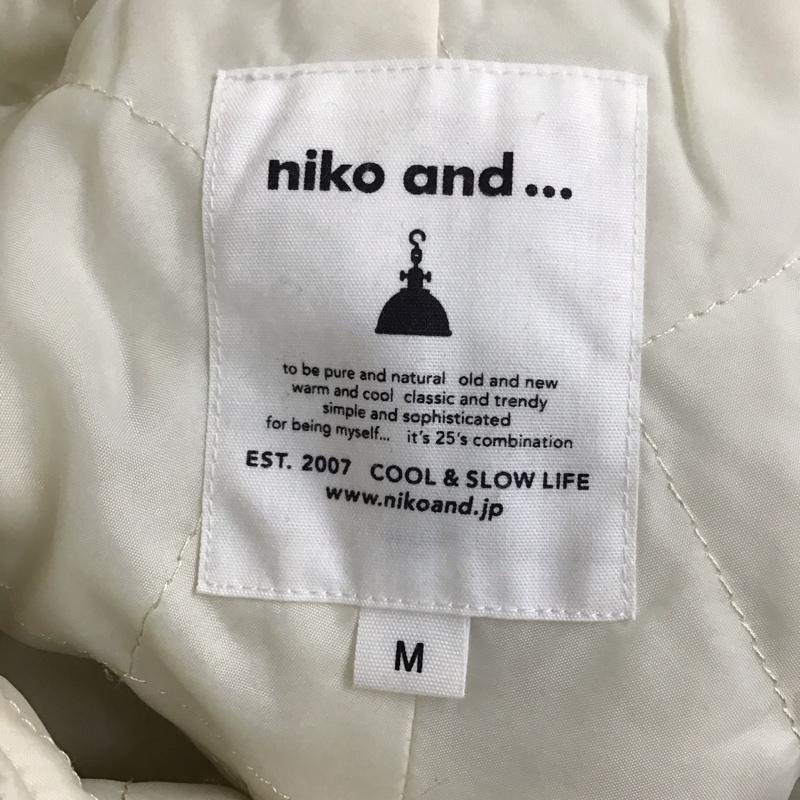 niko and...
to be pure and natural old and new
warm and cool classic and trendy
simple and sophisticated
for being myself... it's 25's combination
EST. 2007 COOL & SLOW LIFE
www.nikoand.jp
M